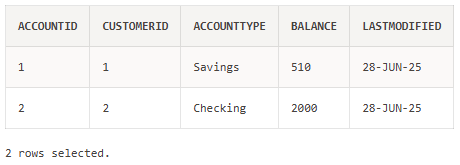 ACCOUNTID CUSTOMERID ACCOUNTTYPE BALANCE LASTMODIFIED
1 1 Savings 510 28-JUN-25
2 2 Checking 2000 28-JUN-25
2 rows selected.